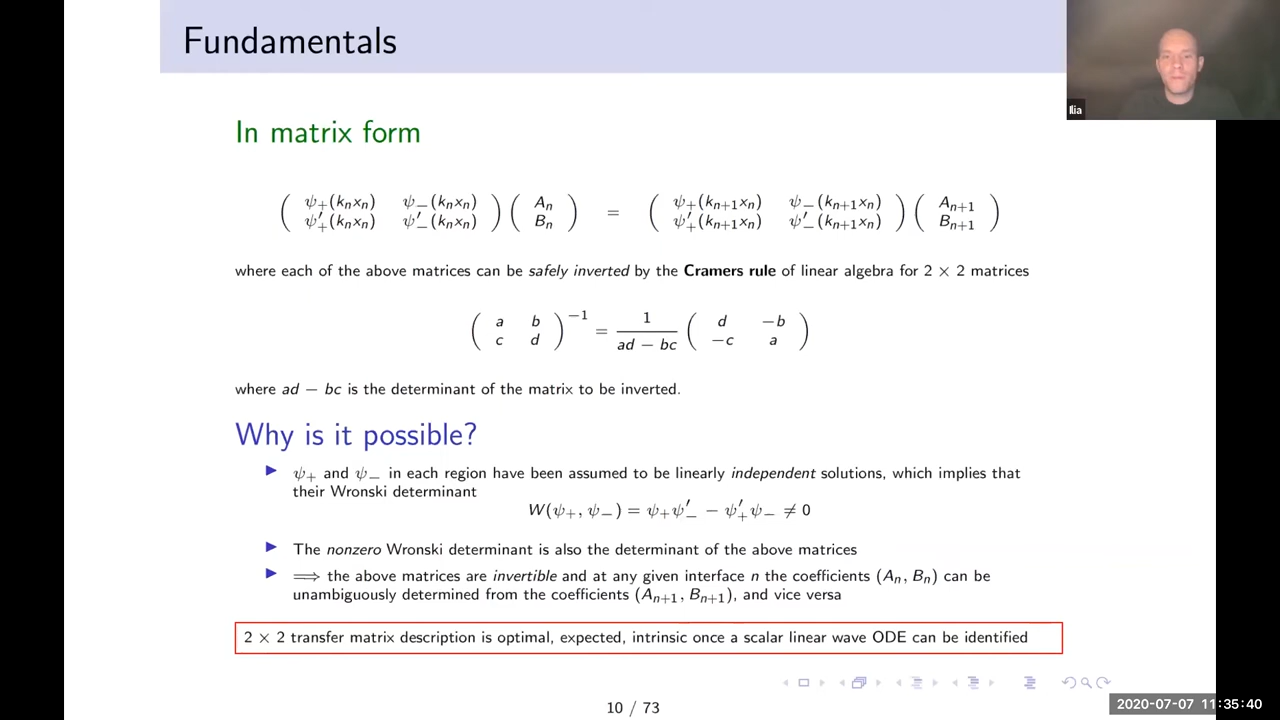 Fundamentals
Ilia
In matrix form
( ψ₊(kₙxₙ) ψ₋(kₙxₙ) ) ( Aₙ ) = ( ψ₊(kₙ₊₁xₙ) ψ₋(kₙ₊₁xₙ) ) ( Aₙ₊₁ )
( ψ′₊(kₙxₙ) ψ′₋(kₙxₙ) ) ( Bₙ ) ( ψ′₊(kₙ₊₁xₙ) ψ′₋(kₙ₊₁xₙ) ) ( Bₙ₊₁ )
where each of the above matrices can be safely inverted by the Cramers rule of linear algebra for 2 × 2 matrices
( a b )⁻¹ = 1 ( d −b )
( c d ) ad − bc ( −c a )
where ad − bc is the determinant of the matrix to be inverted.
Why is it possible?
ψ₊ and ψ₋ in each region have been assumed to be linearly independent solutions, which implies that
their Wronski determinant
W(ψ₊, ψ₋) = ψ₊ψ′₋ − ψ′₊ψ₋ ≠ 0
The nonzero Wronski determinant is also the determinant of the above matrices
⟹ the above matrices are invertible and at any given interface n the coefficients (Aₙ, Bₙ) can be
unambiguously determined from the coefficients (Aₙ₊₁, Bₙ₊₁), and vice versa
2 × 2 transfer matrix description is optimal, expected, intrinsic once a scalar linear wave ODE can be identified
10 / 73
2020-07-07 11:35:40